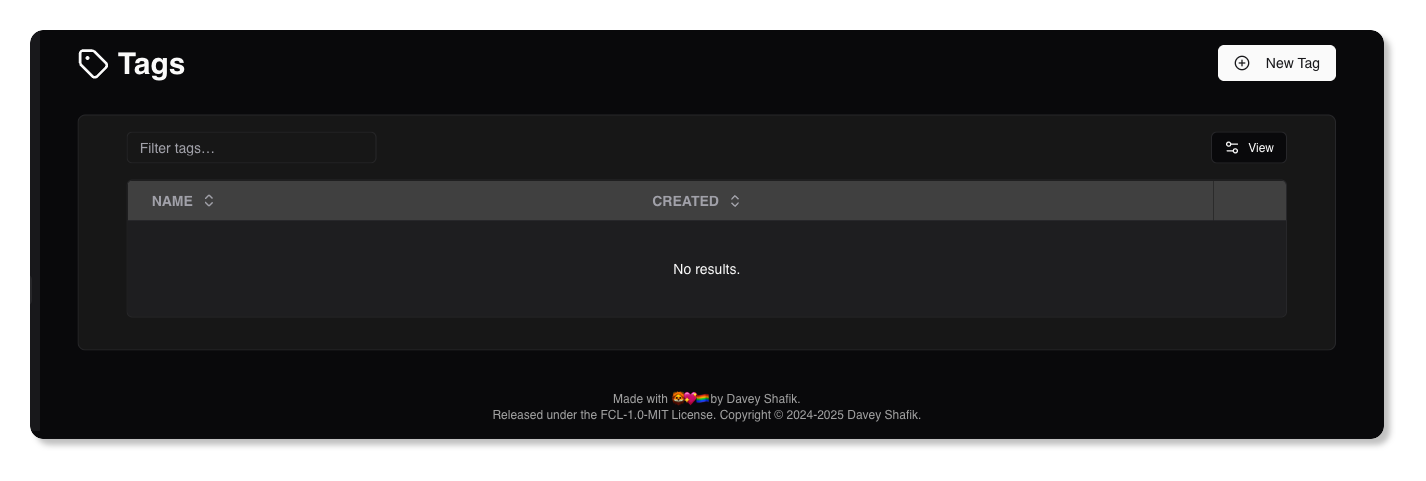 Tags
New Tag
Filter tags...
View
NAME
CREATED
No results.
Made with 🦁💖🏳️‍🌈 by Davey Shafik.
Released under the FCL-1.0-MIT License. Copyright © 2024-2025 Davey Shafik.